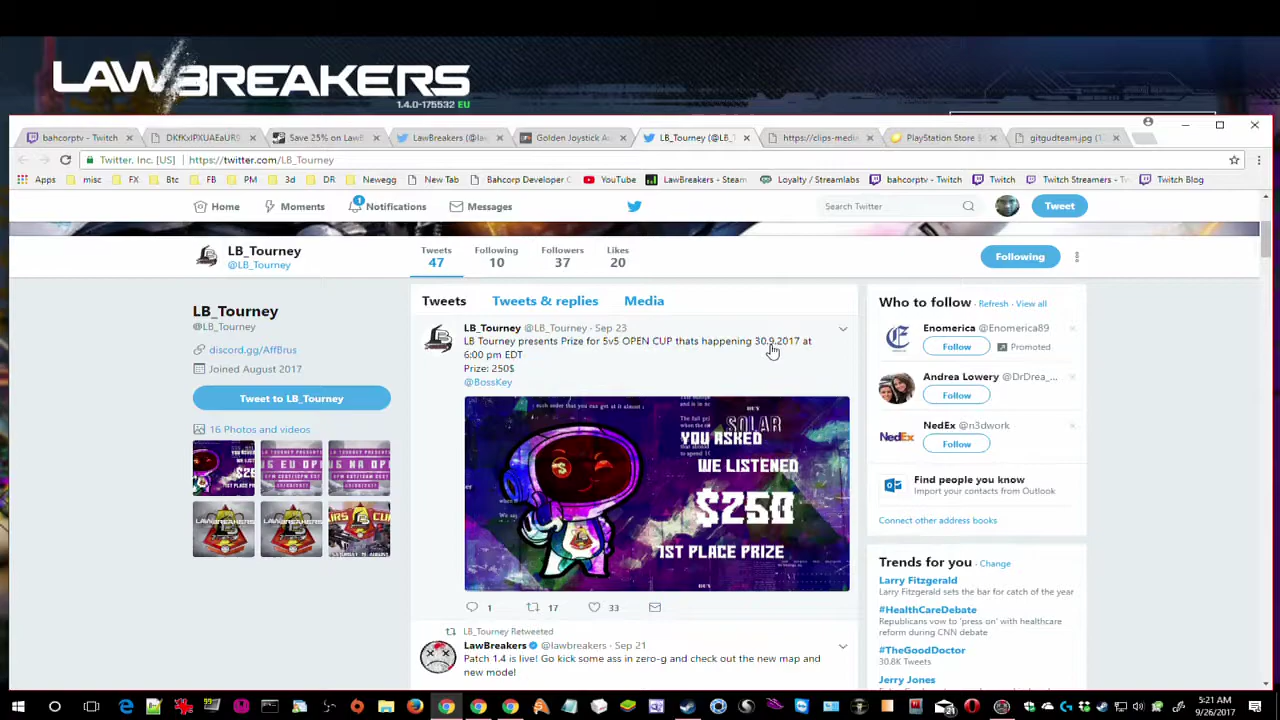 LAWBREAKERS
1.4.0-175532 EU
bahcorptv - Twitch
DKfKxIPXUAEaUR9
Save 25% on LawB
LawBreakers (@law
Golden Joystick Aw
LB_Tourney (@LB_T
https://clips-media
PlayStation Store
gitgudteam.jpg (1
Twitter, Inc. [US] | https://twitter.com/LB_Tourney
Apps misc FX Btc FB PM 3d DR Newegg New Tab Bahcorp Developer C YouTube LawBreakers - Steam Loyalty / Streamlabs bahcorptv - Twitch Twitch Twitch Streamers - Tw Twitch Blog
Home Moments 1 Notifications Messages Search Twitter Tweet
LB_Tourney
@LB_Tourney
Tweets Following Followers Likes
47 10 37 20
Following
LB_Tourney
@LB_Tourney
discord.gg/AffBrus
Joined August 2017
Tweet to LB_Tourney
16 Photos and videos
Tweets Tweets & replies Media
LB_Tourney @LB_Tourney - Sep 23
LB Tourney presents Prize for 5v5 OPEN CUP thats happening 30.9.2017 at
6:00 pm EDT
Prize: 250$
@BossKey
SOLAR
YOU ASKED
WE LISTENED
$250
1ST PLACE PRIZE
1 17 33
LB_Tourney Retweeted
LawBreakers @lawbreakers - Sep 21
Patch 1.4 is live! Go kick some ass in zero-g and check out the new map and
new mode!
Who to follow - Refresh - View all
Enomerica @Enomerica89
Follow Promoted
Andrea Lowery @DrDrea_...
Follow
NedEx @n3dwork
Follow
Find people you know
Import your contacts from Outlook
Connect other address books
Trends for you - Change
Larry Fitzgerald
Larry Fitzgerald sets the bar for catch of the year
#HealthCareDebate
Republicans vow to 'press on' with healthcare
reform during CNN debate
#TheGoodDoctor
30.8K Tweets
Jerry Jones
5:21 AM
9/26/2017